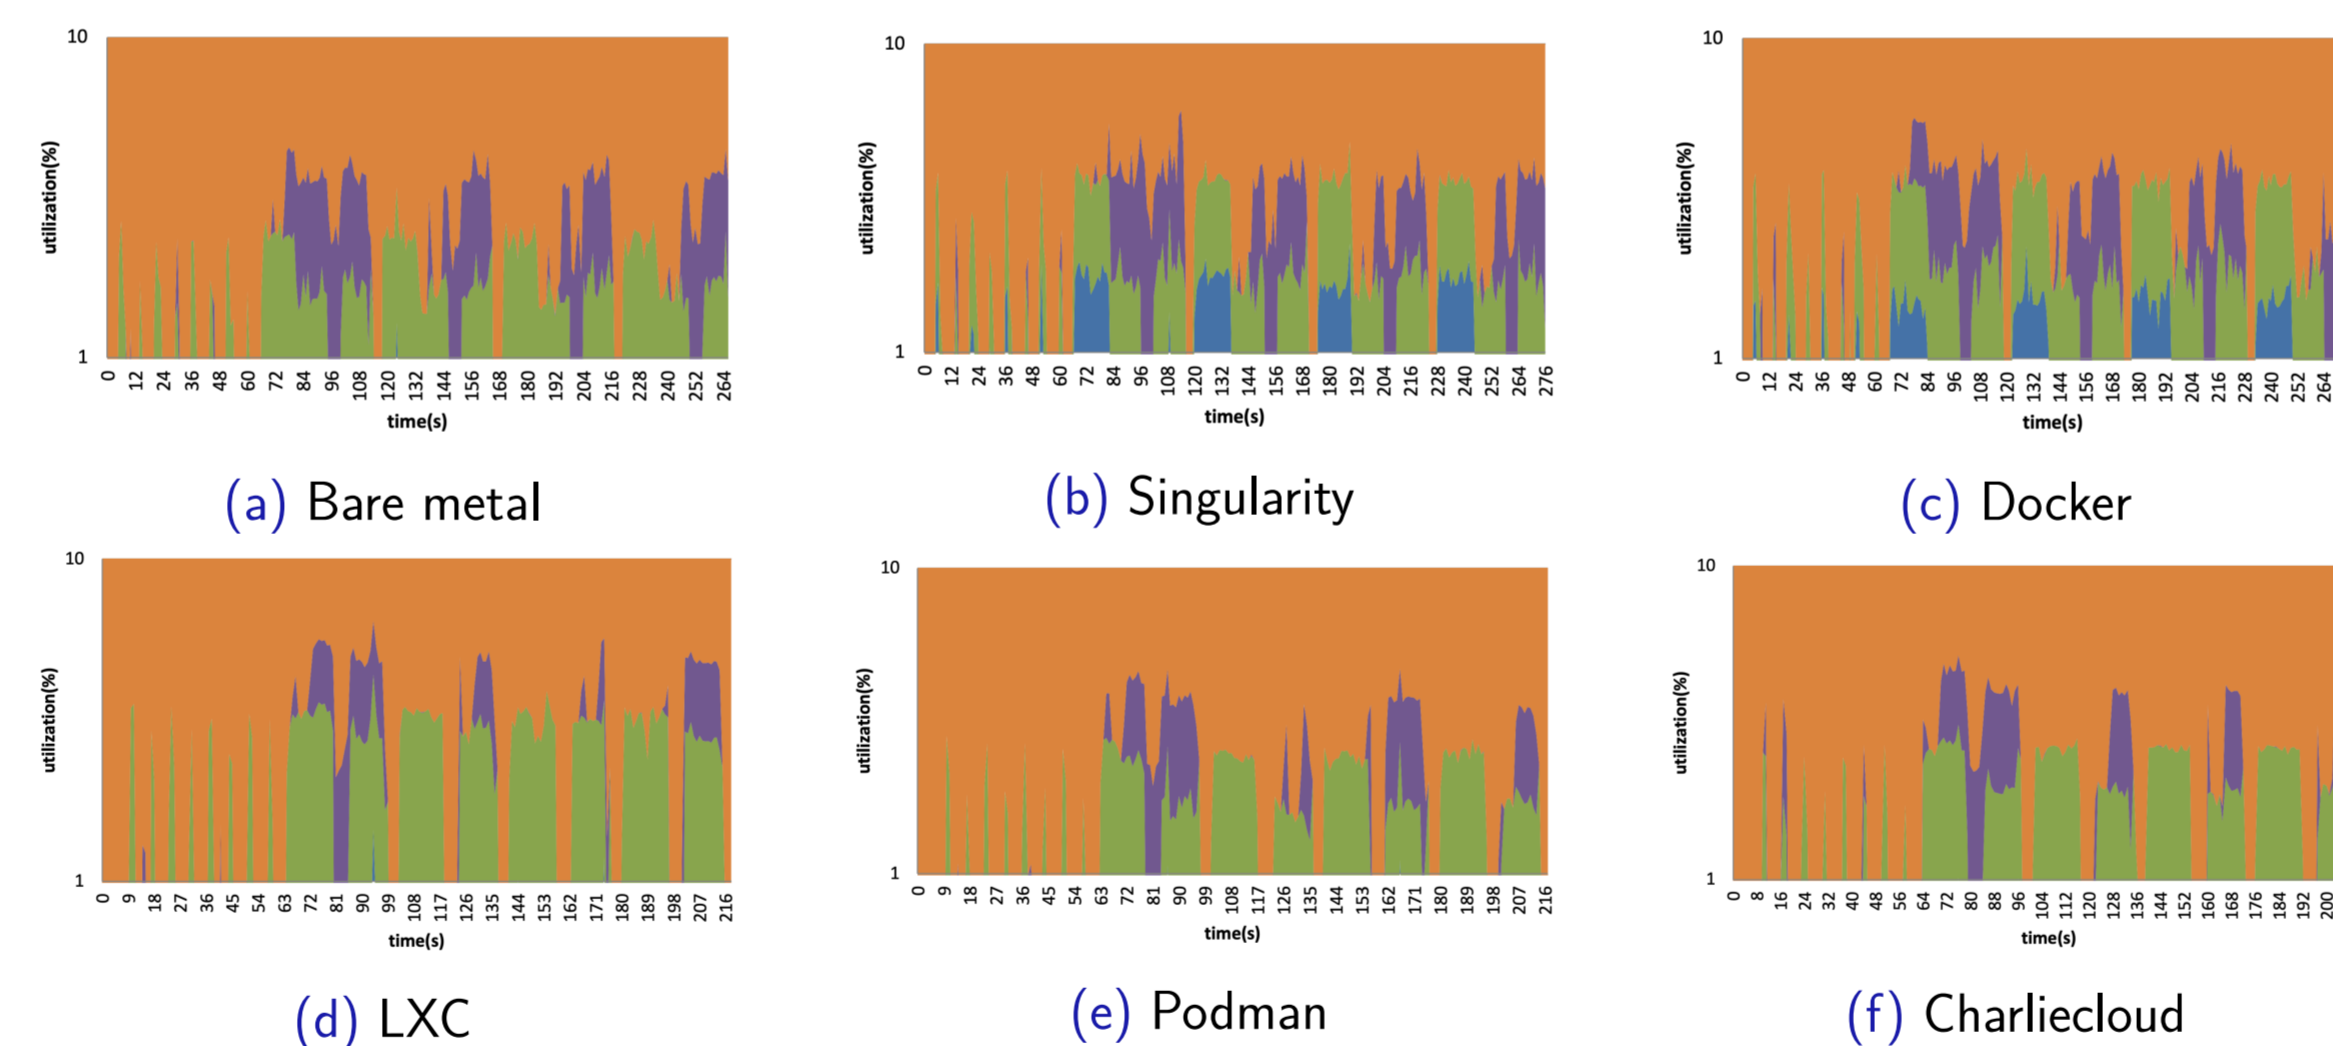 10
utilization(%)
1
0 12 24 36 48 60 72 84 96 108 120 132 144 156 168 180 192 204 216 228 240 252 264
time(s)
(a) Bare metal
10
utilization(%)
1
0 12 24 36 48 60 72 84 96 108 120 132 144 156 168 180 192 204 216 228 240 252 264 276
time(s)
(b) Singularity
10
utilization(%)
1
0 12 24 36 48 60 72 84 96 108 120 132 144 156 168 180 192 204 216 228 240 252 264
time(s)
(c) Docker
10
utilization(%)
1
0 9 18 27 36 45 54 63 72 81 90 99 108 117 126 135 144 153 162 171 180 189 198 207 216
time(s)
(d) LXC
10
utilization(%)
1
0 9 18 27 36 45 54 63 72 81 90 99 108 117 126 135 144 153 162 171 180 189 198 207 216
time(s)
(e) Podman
10
utilization(%)
1
0 8 16 24 32 40 48 56 64 72 80 88 96 104 112 120 128 136 144 152 160 168 176 184 192 200
time(s)
(f) Charliecloud